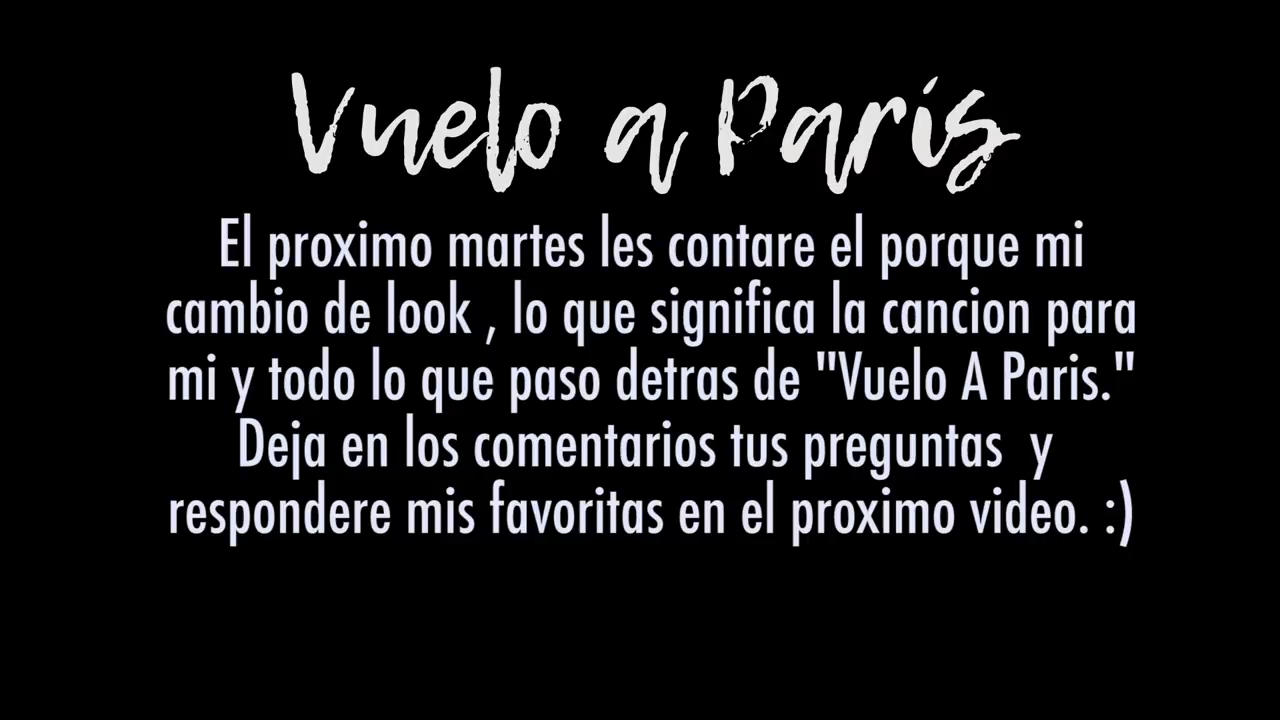 Vuelo a Paris
El proximo martes les contare el porque mi
cambio de look , lo que significa la cancion para
mi y todo lo que paso detras de "Vuelo A Paris."
Deja en los comentarios tus preguntas  y
respondere mis favoritas en el proximo video. :)